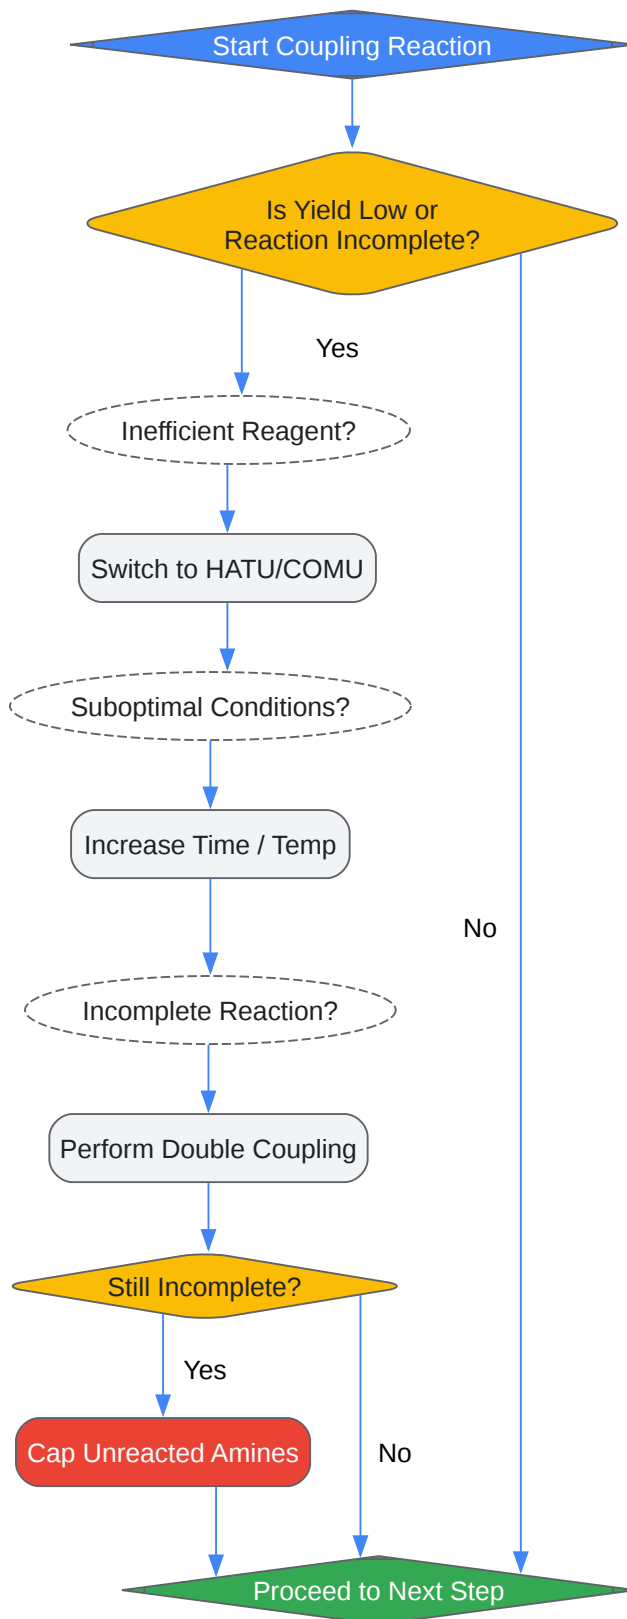 Start Coupling Reaction
Is Yield Low or
Reaction Incomplete?
Yes
Inefficient Reagent?
Switch to HATU/COMU
Suboptimal Conditions?
Increase Time / Temp
No
Incomplete Reaction?
Perform Double Coupling
Still Incomplete?
Yes
Cap Unreacted Amines
No
Proceed to Next Step